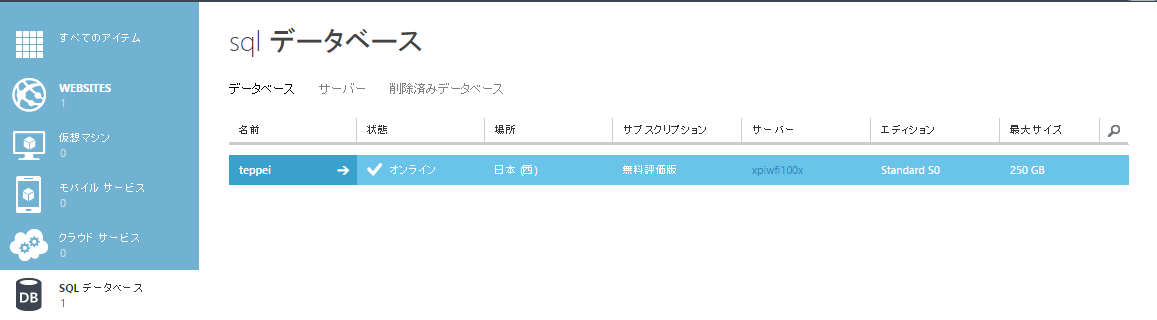 すべてのアイテム
WEBSITES
1
仮想マシン
0
モバイル サービス
0
クラウド サービス
0
DB
SQL データベース
1
sql データベース
データベース サーバー 削除済みデータベース
名前 状態 場所 サブスクリプション サーバー エディション 最大サイズ
teppei オンライン 日本 (西) 無料評価版 xpiwfi100x Standard S0 250 GB